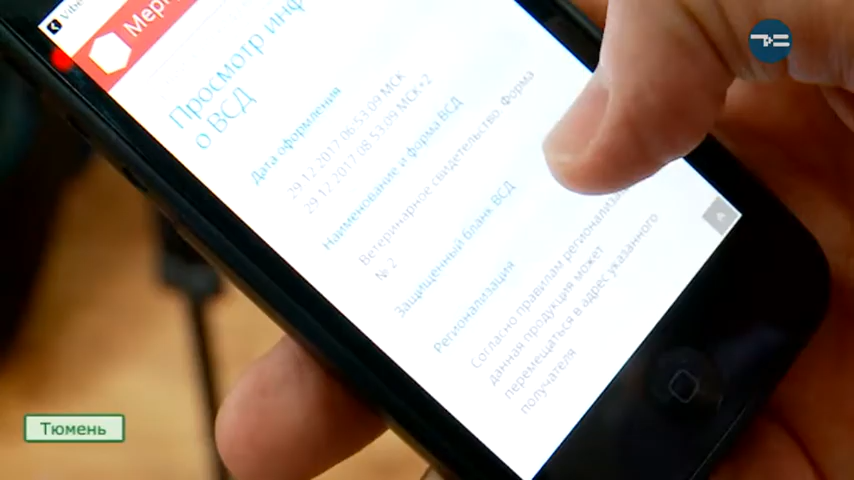 Viber
Мерк
Просмотр инф
о ВСД
Дата оформления
29.12.2017 06:53:09 МСК
29.12.2017 08:53:09 МСК+2
Наименование и форма ВСД
Ветеринарное свидетельство. Форма
№ 2
Защищённый бланк ВСД
Регионализация
Согласно правилам регионализа
данная продукция может
перемещаться в адрес указанного
получателя
Тюмень